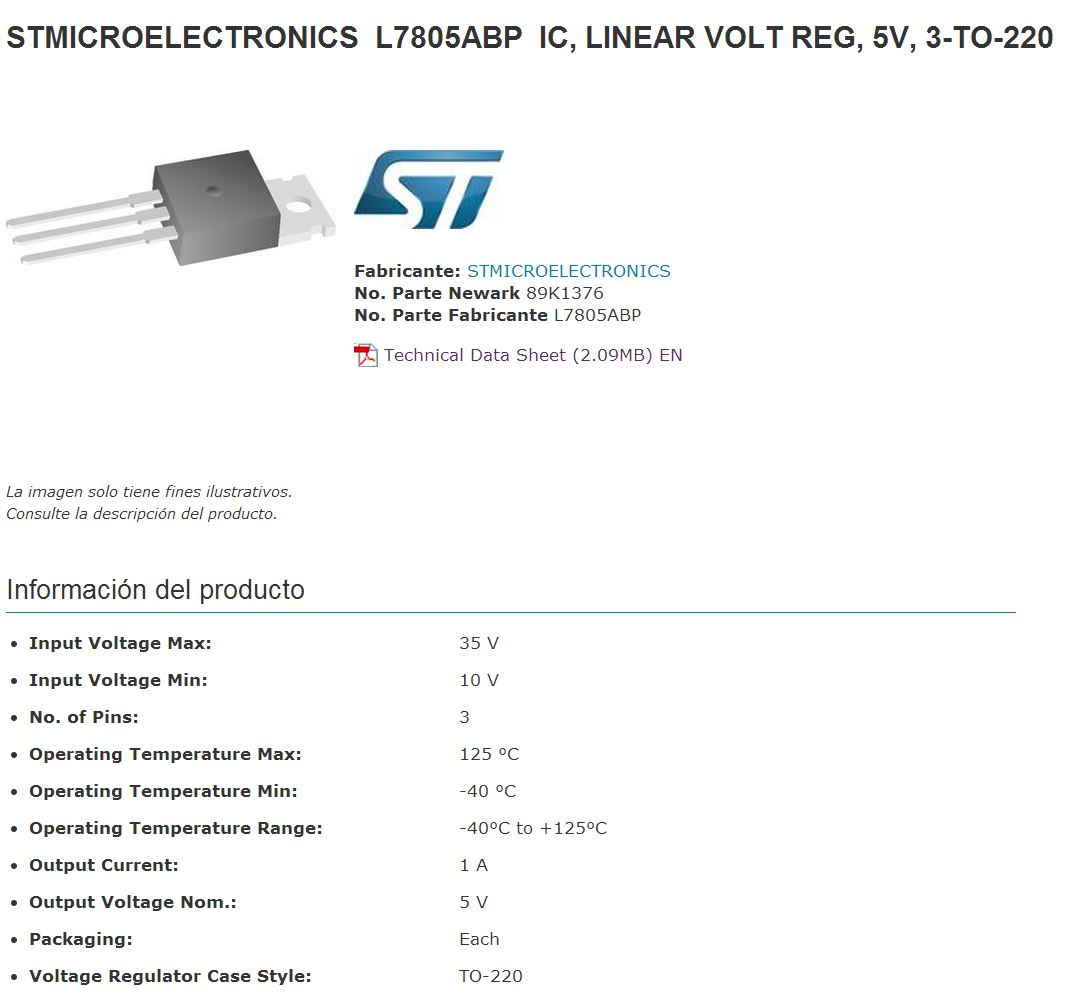 STMICROELECTRONICS L7805ABP IC, LINEAR VOLT REG, 5V, 3-TO-220
ST
Fabricante: STMICROELECTRONICS
No. Parte Newark 89K1376
No. Parte Fabricante L7805ABP
Technical Data Sheet (2.09MB) EN
La imagen solo tiene fines ilustrativos.
Consulte la descripción del producto.
Información del producto
Input Voltage Max: 35 V
Input Voltage Min: 10 V
No. of Pins: 3
Operating Temperature Max: 125 ºC
Operating Temperature Min: -40 ºC
Operating Temperature Range: -40ºC to +125ºC
Output Current: 1 A
Output Voltage Nom.: 5 V
Packaging: Each
Voltage Regulator Case Style: TO-220